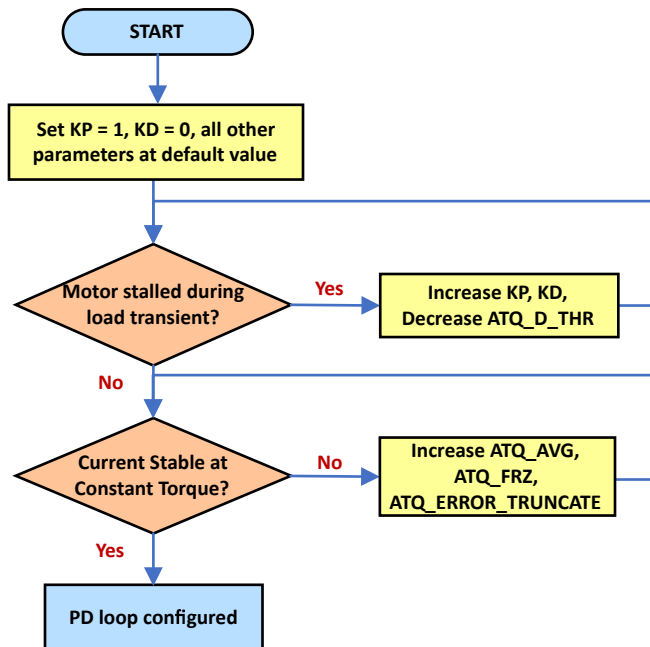 START
Set KP = 1, KD = 0, all other
parameters at default value
Motor stalled during
load transient?
Yes
Increase KP, KD,
Decrease ATQ_D_THR
No
Current Stable at
Constant Torque?
No
Increase ATQ_AVG,
ATQ_FRZ,
ATQ_ERROR_TRUNCATE
Yes
PD loop configured